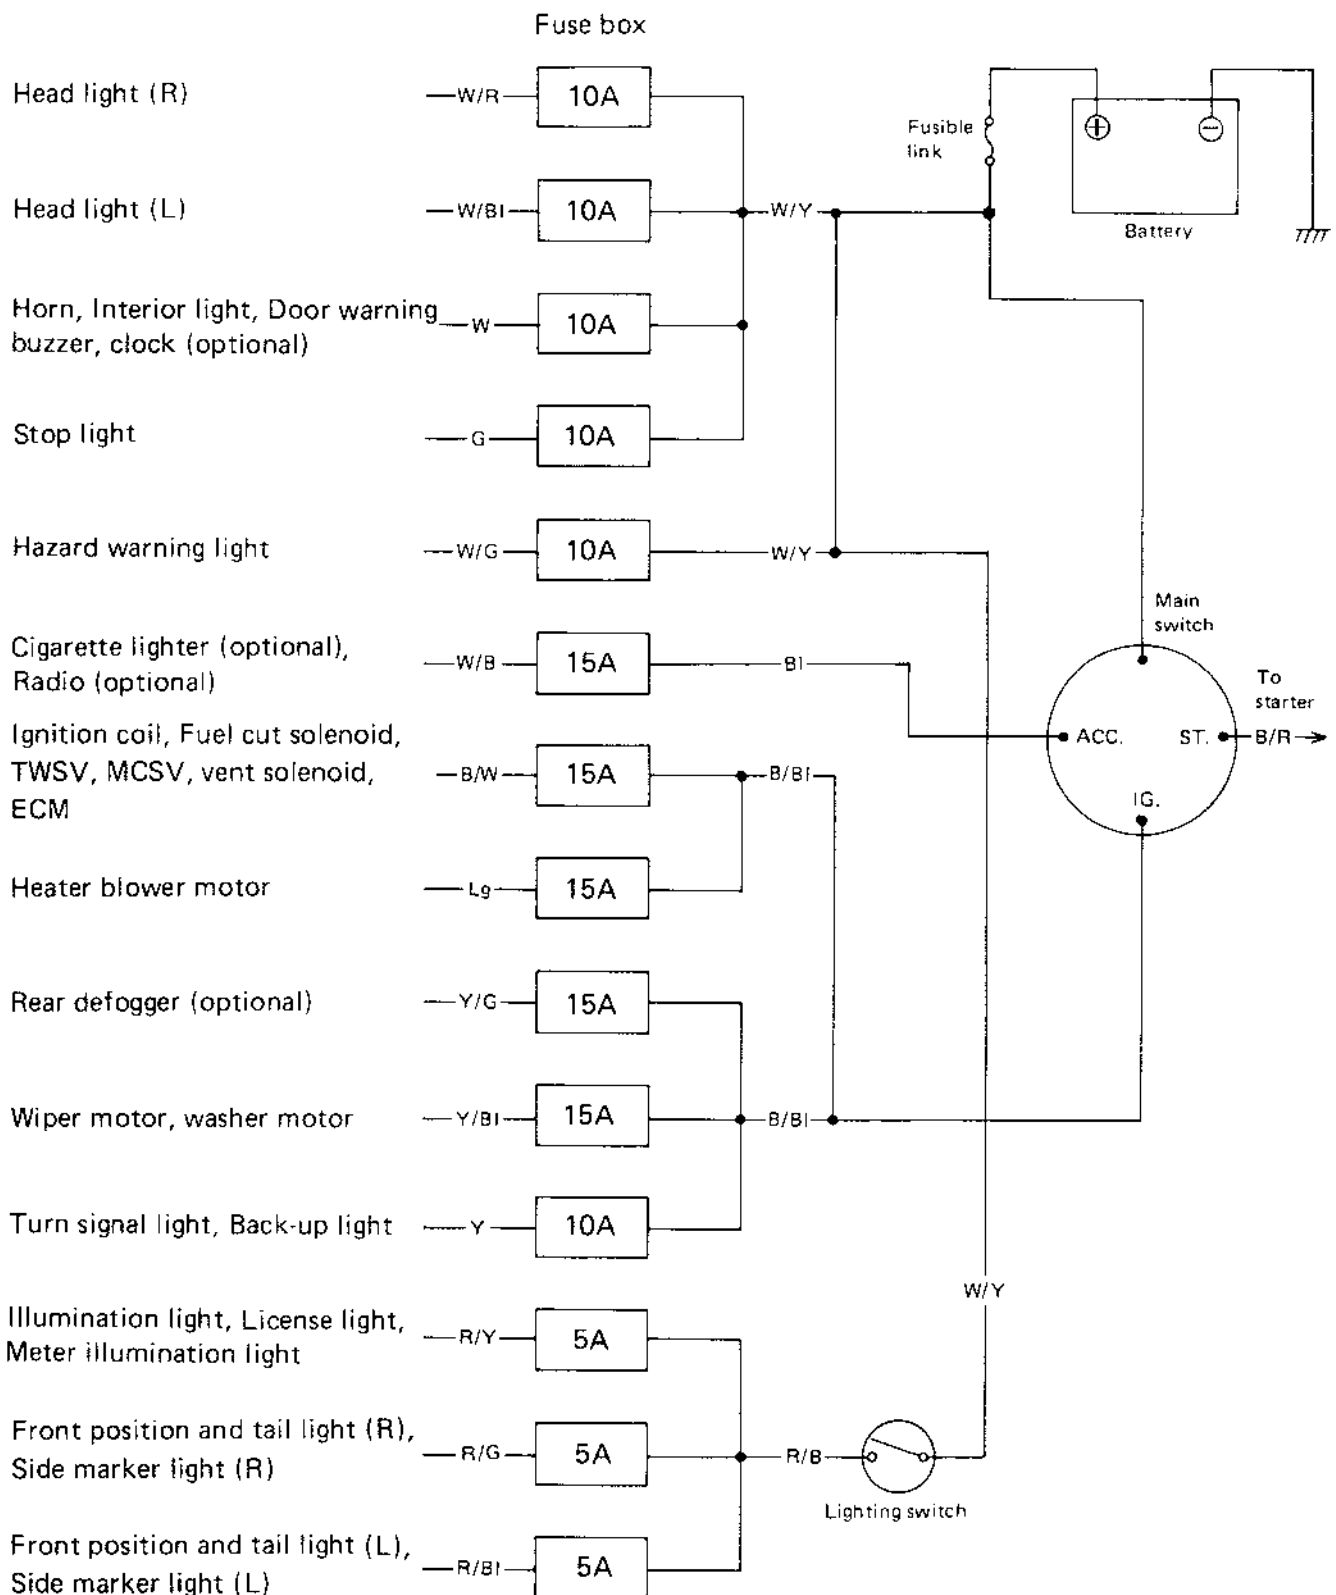 Fuse box
Head light (R)
W/R
10A
Head light (L)
W/Bl
10A
W/Y
Horn, Interior light, Door warning
buzzer, clock (optional)
W
10A
Stop light
G
10A
Hazard warning light
W/G
10A
W/Y
Cigarette lighter (optional),
Radio (optional)
W/B
15A
Bl
Ignition coil, Fuel cut solenoid,
TWSV, MCSV, vent solenoid,
ECM
B/W
15A
B/Bl
Heater blower motor
Lg
15A
Rear defogger (optional)
Y/G
15A
Wiper motor, washer motor
Y/Bl
15A
B/Bl
Turn signal light, Back-up light
Y
10A
Illumination light, License light,
Meter illumination light
R/Y
5A
Front position and tail light (R),
Side marker light (R)
R/G
5A
R/B
Front position and tail light (L),
Side marker light (L)
R/Bl
5A
Fusible
link
+
−
Battery
Main
switch
ACC.
ST.
IG.
To
starter
B/R
W/Y
Lighting switch